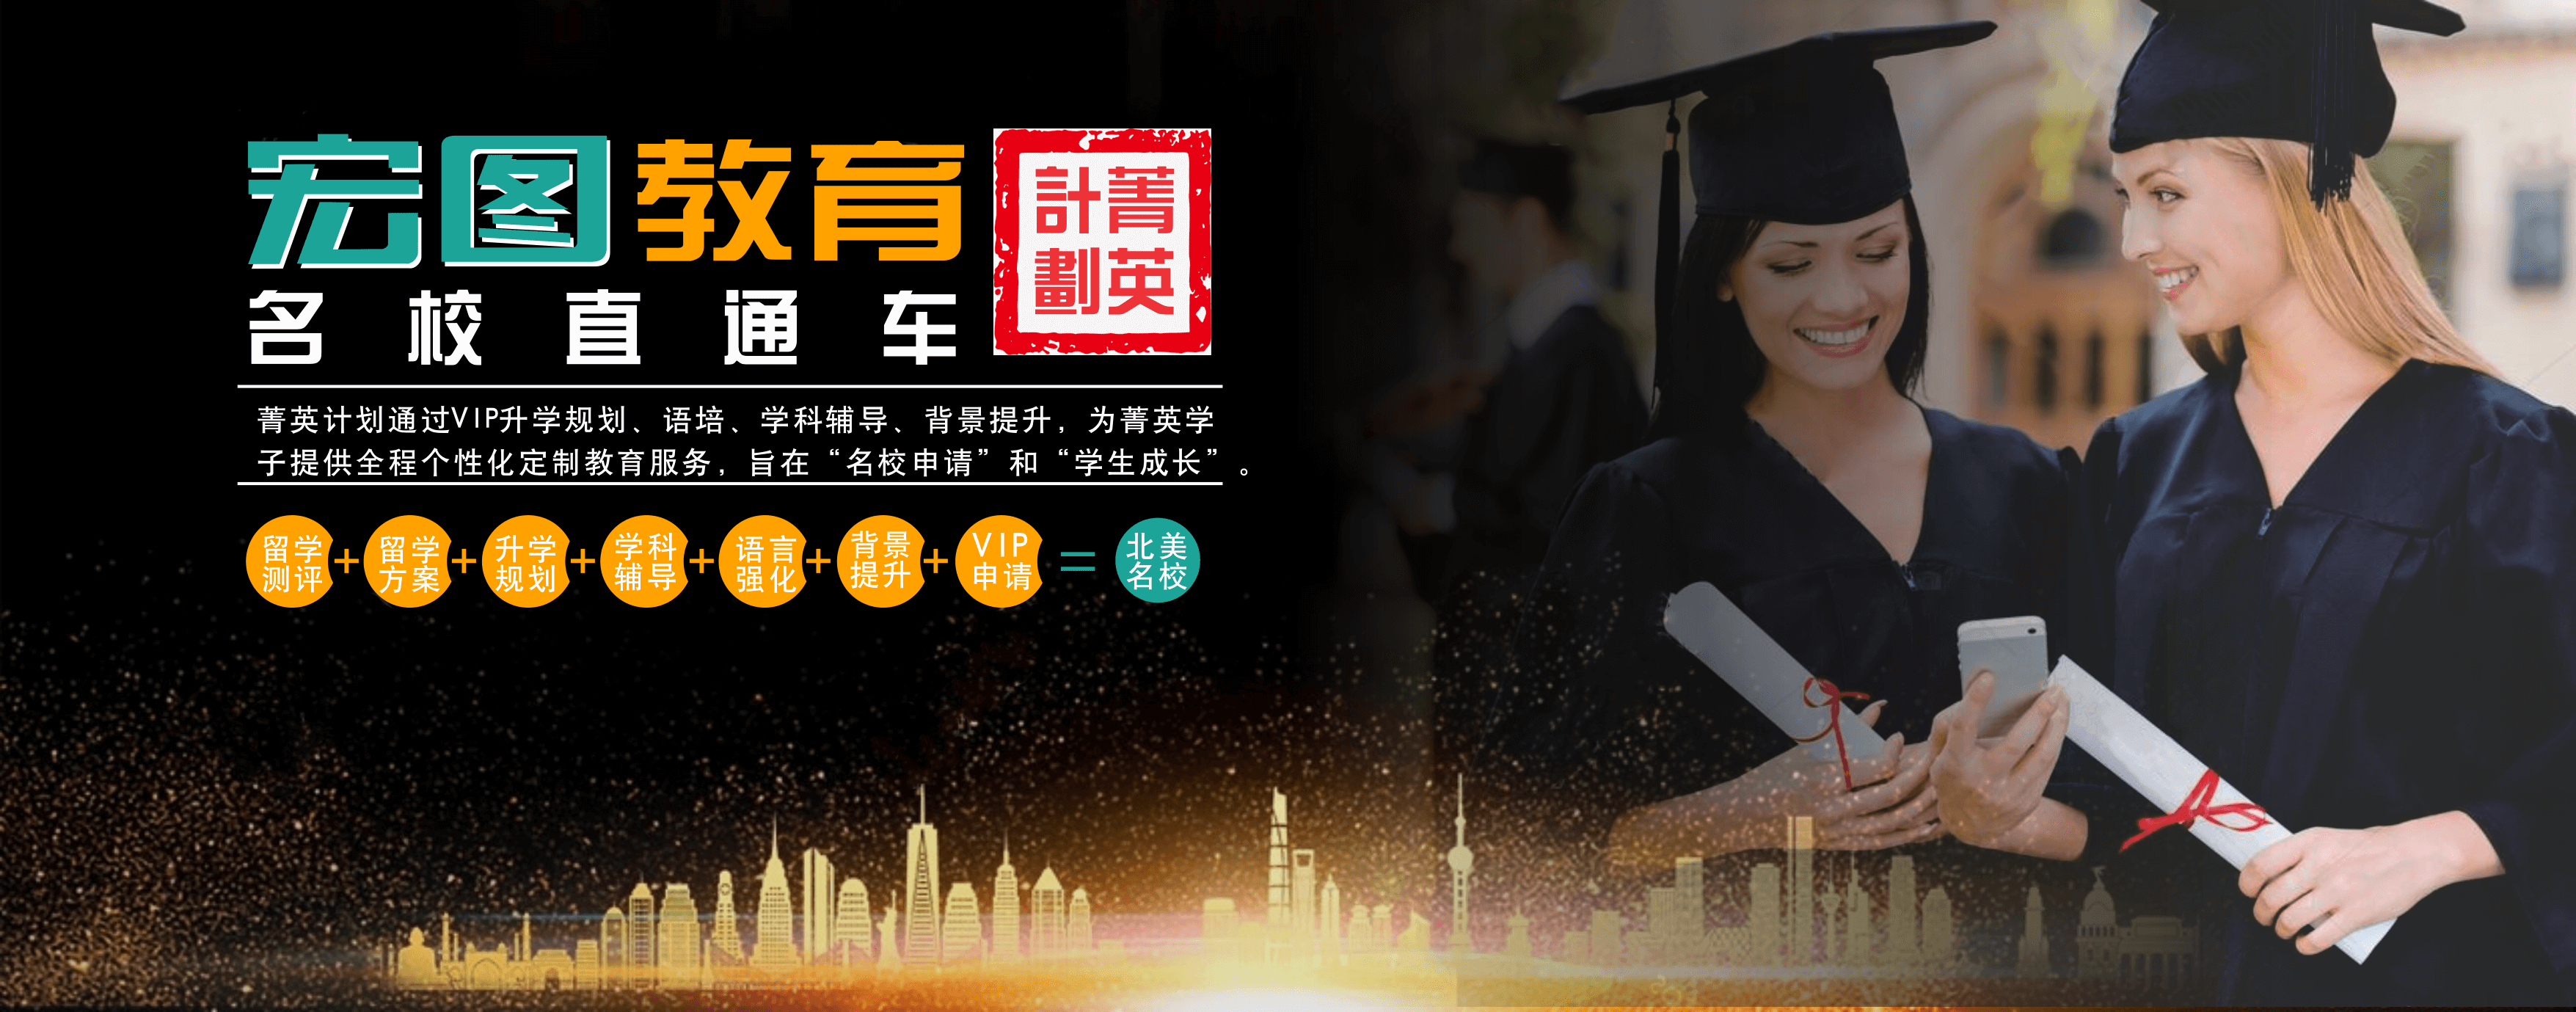 宏图教育
菁英
計劃
名校直通车
菁英计划通过VIP升学规划、语培、学科辅导、背景提升，为菁英学
子提供全程个性化定制教育服务，旨在“名校申请”和“学生成长”。
留学
测评
+
留学
方案
+
升学
规划
+
学科
辅导
+
语言
强化
+
背景
提升
+
VIP
申请
=
北美
名校